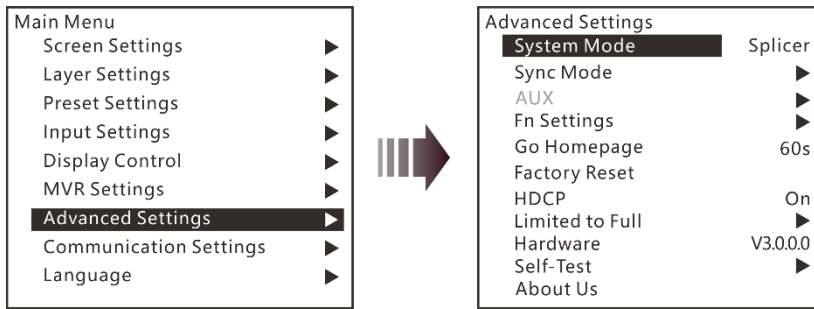 Main Menu
Screen Settings
Layer Settings
Preset Settings
Input Settings
Display Control
MVR Settings
Advanced Settings
Communication Settings
Language
Advanced Settings
System Mode Splicer
Sync Mode
AUX
Fn Settings
Go Homepage 60s
Factory Reset
HDCP On
Limited to Full
Hardware V3.0.0.0
Self-Test
About Us